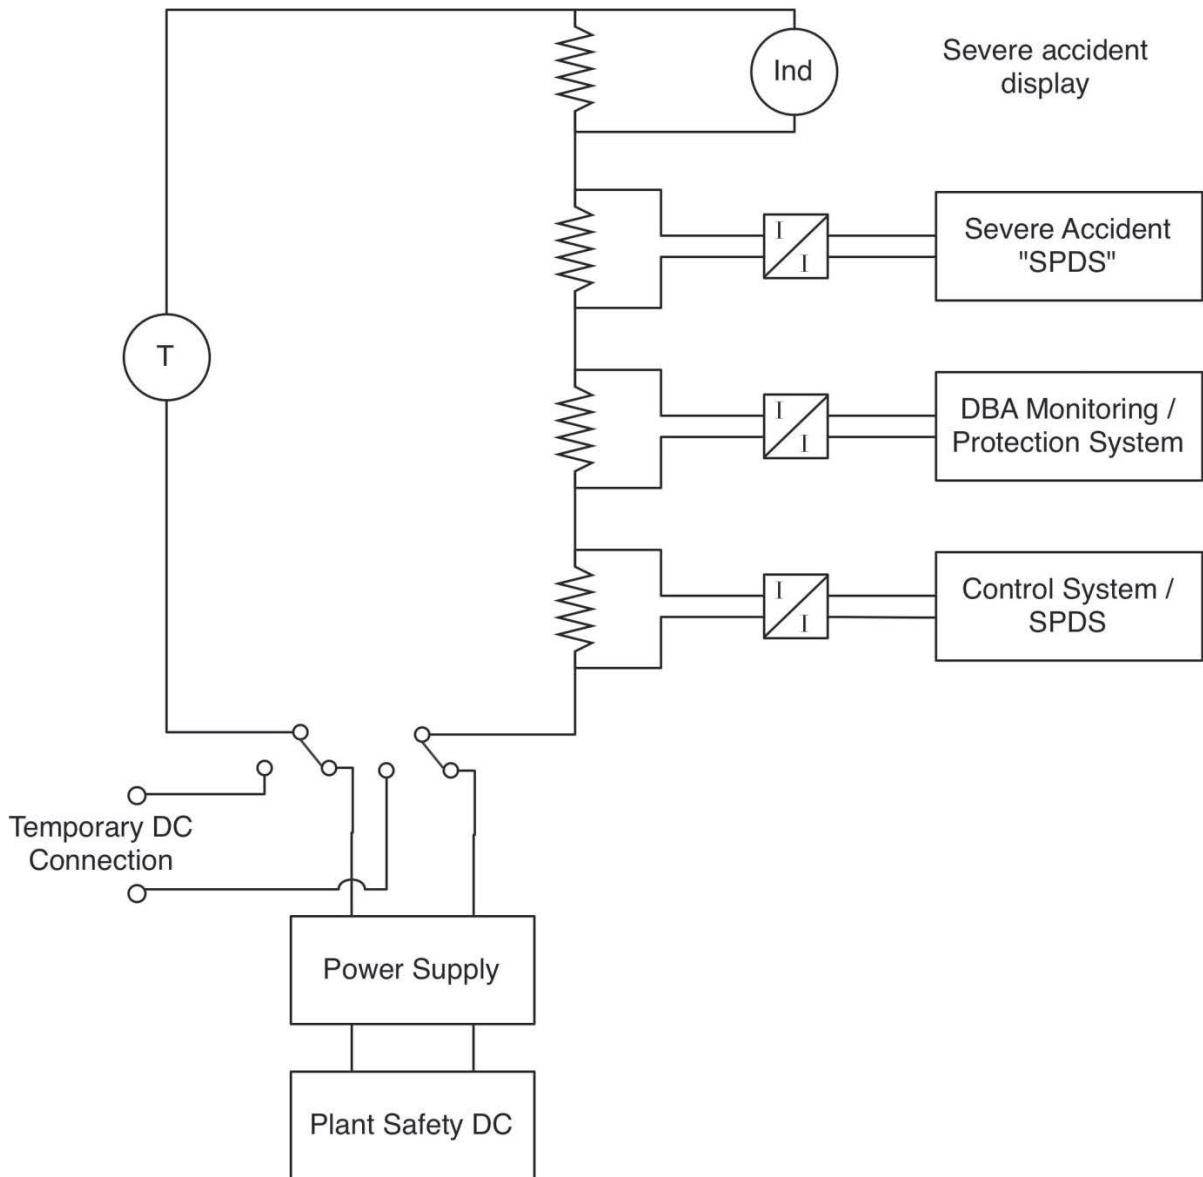 Ind
Severe accident
display
I
I
Severe Accident
"SPDS"
T
I
I
DBA Monitoring /
Protection System
I
I
Control System /
SPDS
Temporary DC
Connection
Power Supply
Plant Safety DC